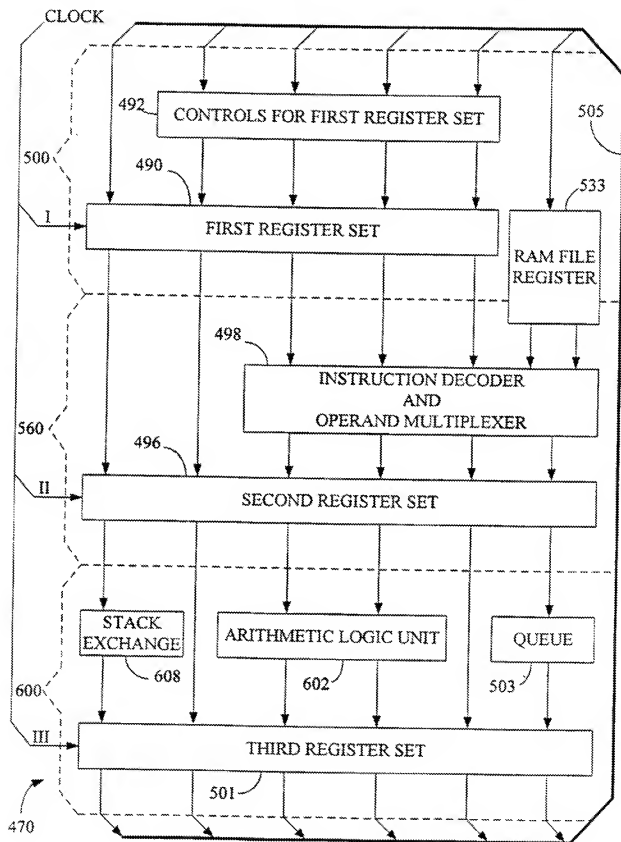 CLOCK
492
CONTROLS FOR FIRST REGISTER SET
505
500
490
533
I
FIRST REGISTER SET
RAM FILE
REGISTER
498
INSTRUCTION DECODER
AND
OPERAND MULTIPLEXER
560
496
II
SECOND REGISTER SET
STACK
EXCHANGE
ARITHMETIC LOGIC UNIT
QUEUE
608
602
503
600
III
THIRD REGISTER SET
501
470